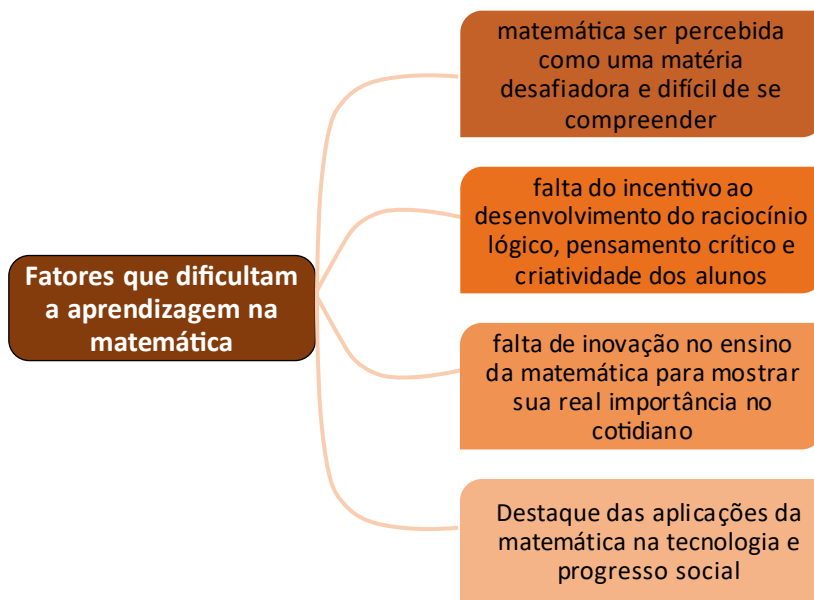 matemática ser percebida
como uma matéria
desafiadora e difícil de se
compreender
falta do incentivo ao
desenvolvimento do raciocínio
lógico, pensamento crítico e
criatividade dos alunos
Fatores que dificultam
a aprendizagem na
matemática
falta de inovação no ensino
da matemática para mostrar
sua real importância no
cotidiano
Destaque das aplicações da
matemática na tecnologia e
progresso social